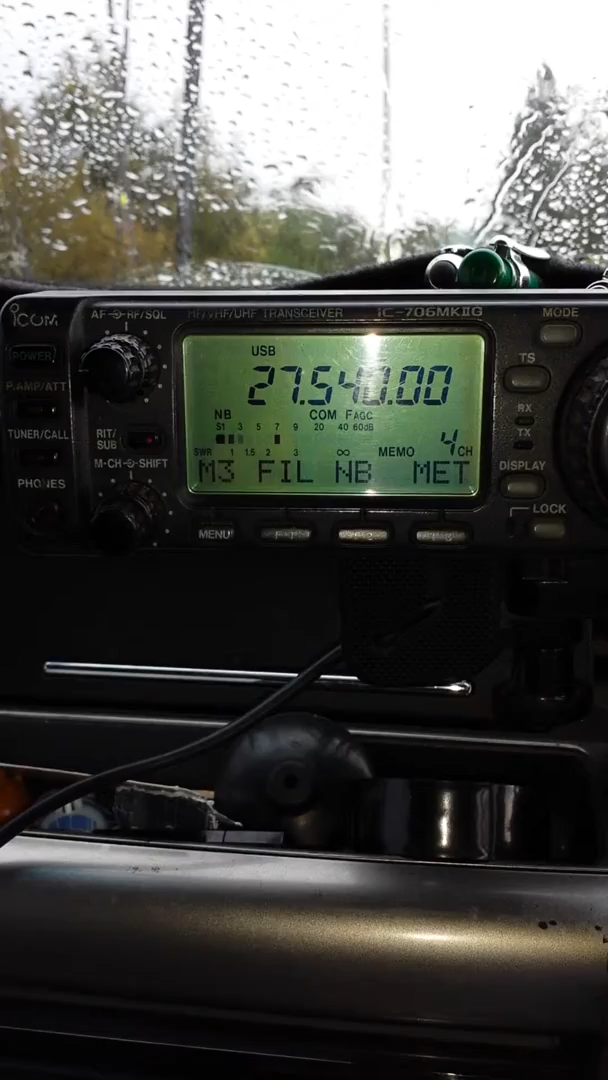 ICOM
AF RF/SQL
HF/VHF/UHF TRANSCEIVER
IC-706MKIIG
MODE
POWER
USB
27.540.00
TS
P.AMP/ATT
NB
COM FAGC
S1 3 5 7 9 20 40 60dB
RX
TUNER/CALL
RIT/
SUB
TX
SWR 1 1.5 2 3 ∞
MEMO 4 CH
M-CH SHIFT
M3 FIL NB MET
DISPLAY
PHONES
LOCK
MENU